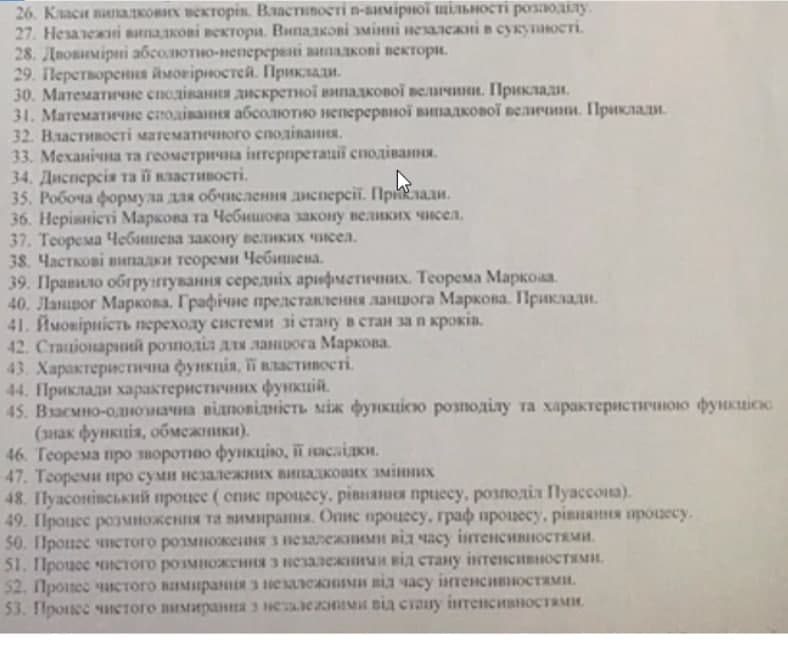 26. Класи випадкових векторів. Властивості n-вимірної щільності розподілу.
27. Незалежні випадкові вектори. Випадкові змінні незалежні в сукупності.
28. Двовимірні абсолютно-неперервні випадкові вектори.
29. Перетворення ймовірностей. Приклади.
30. Математичне сподівання дискретної випадкової величини. Приклади.
31. Математичне сподівання абсолютно неперервної випадкової величини. Приклади.
32. Властивості математичного сподівання.
33. Механічна та геометрична інтерпретації сподівання.
34. Дисперсія та її властивості.
35. Робоча формула для обчислення дисперсії. Приклади.
36. Нерівності Маркова та Чебишова закону великих чисел.
37. Теорема Чебишева закону великих чисел.
38. Часткові випадки теореми Чебишева.
39. Правило обгрунтування середніх арифметичних. Теорема Маркова.
40. Ланцюг Маркова. Графічне представлення ланцюга Маркова. Приклади.
41. Ймовірність переходу системи зі стану в стан за n кроків.
42. Стаціонарний розподіл для ланцюга Маркова.
43. Характеристична функція, її властивості.
44. Приклади характеристичних функцій.
45. Взаємно-однозначна відповідність між функцією розподілу та характеристичною функцією
(знак функція, обмежники).
46. Теорема про зворотню функцію, її наслідки.
47. Теореми про суми незалежних випадкових змінних
48. Пуасонівський процес ( опис процесу, рівняння прцесу, розподіл Пуассона).
49. Процес розмноження та вимирання. Опис процесу, граф процесу, рівняння процесу.
50. Процес чистого розмноження з незалежними від часу інтенсивностями.
51. Процес чистого розмноження з незалежними від стану інтенсивностями.
52. Процес чистого вимирання з незалежними від часу інтенсивностями.
53. Процес чистого вимирання з незалежними від стану інтенсивностями.